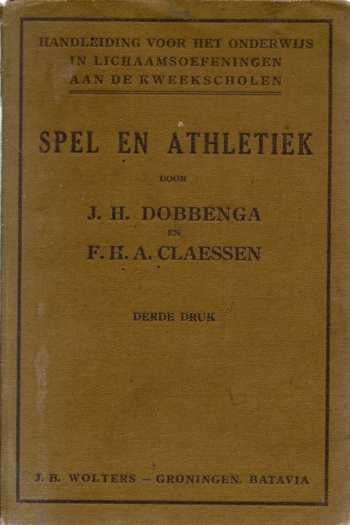 HANDLEIDING VOOR HET ONDERWIJS
IN LICHAAMSOEFENINGEN
AAN DE KWEEKSCHOLEN
SPEL EN ATHLETIEK
DOOR
J. H. DOBBENGA
EN
F. H. A. CLAESSEN
DERDE DRUK
J. B. WOLTERS – GRONINGEN, BATAVIA